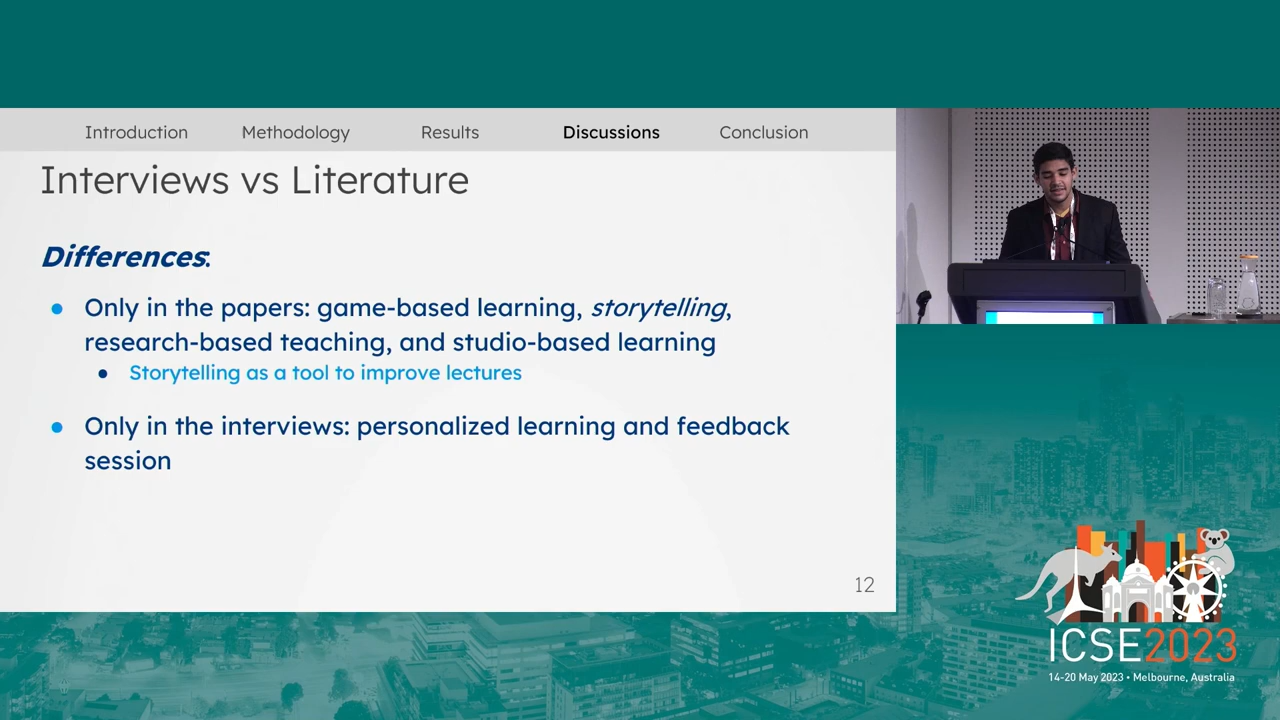 Introduction Methodology Results Discussions Conclusion
Interviews vs Literature
Differences:
• Only in the papers: game-based learning, storytelling,
research-based teaching, and studio-based learning
• Storytelling as a tool to improve lectures
• Only in the interviews: personalized learning and feedback
session
12
ICSE2023
14-20 May 2023 • Melbourne, Australia